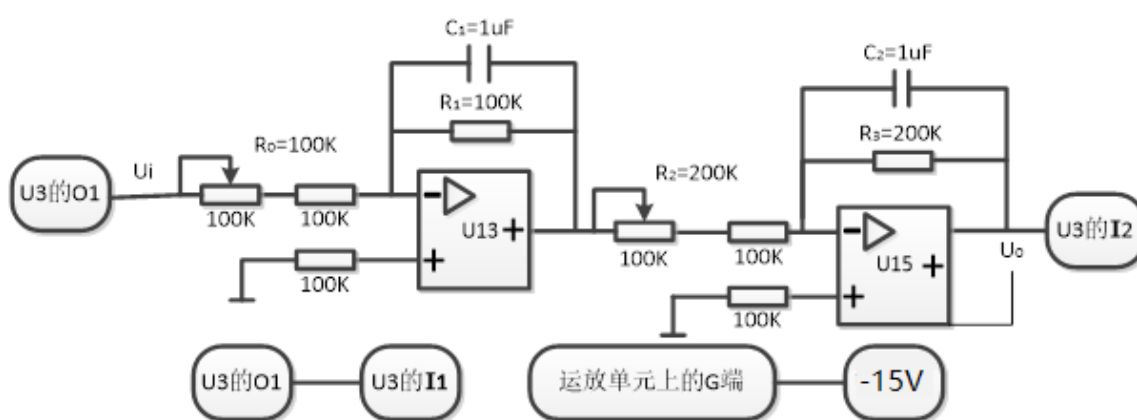 C₁=1uF
R₁=100K
C₂=1uF
R₃=200K
U3的O1
Ui
R₀=100K
100K
100K
100K
-
U13
+
+
R₂=200K
100K
100K
100K
-
U15
+
+
U₀
U3的I2
U3的O1
U3的I1
运放单元上的G端
-15V